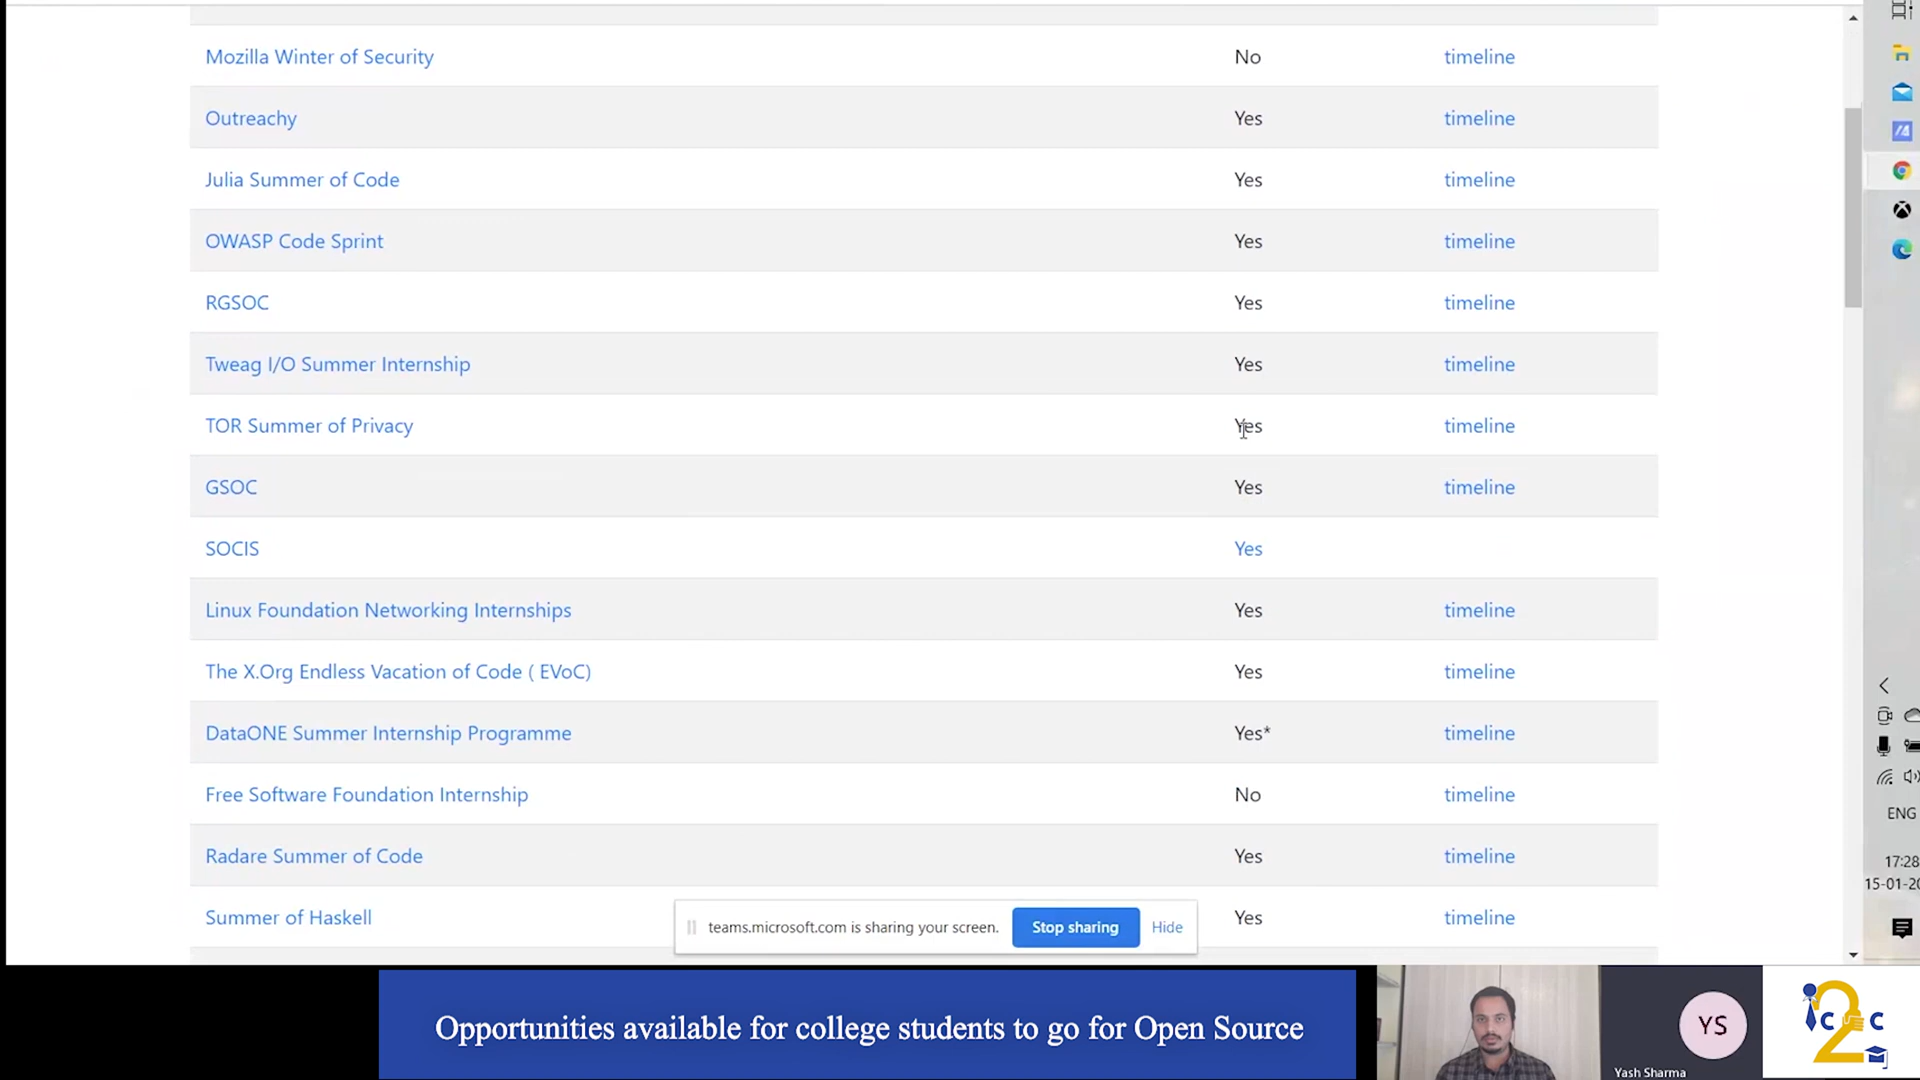 Mozilla Winter of Security No timeline
Outreachy Yes timeline
Julia Summer of Code Yes timeline
OWASP Code Sprint Yes timeline
RGSOC Yes timeline
Tweag I/O Summer Internship Yes timeline
TOR Summer of Privacy Yes timeline
GSOC Yes timeline
SOCIS Yes
Linux Foundation Networking Internships Yes timeline
The X.Org Endless Vacation of Code ( EVoC) Yes timeline
DataONE Summer Internship Programme Yes* timeline
Free Software Foundation Internship No timeline
Radare Summer of Code Yes timeline
Summer of Haskell Yes timeline
teams.microsoft.com is sharing your screen. Stop sharing Hide
ENG
17:28
15-01-20
Opportunities available for college students to go for Open Source
YS
Yash Sharma
C2C